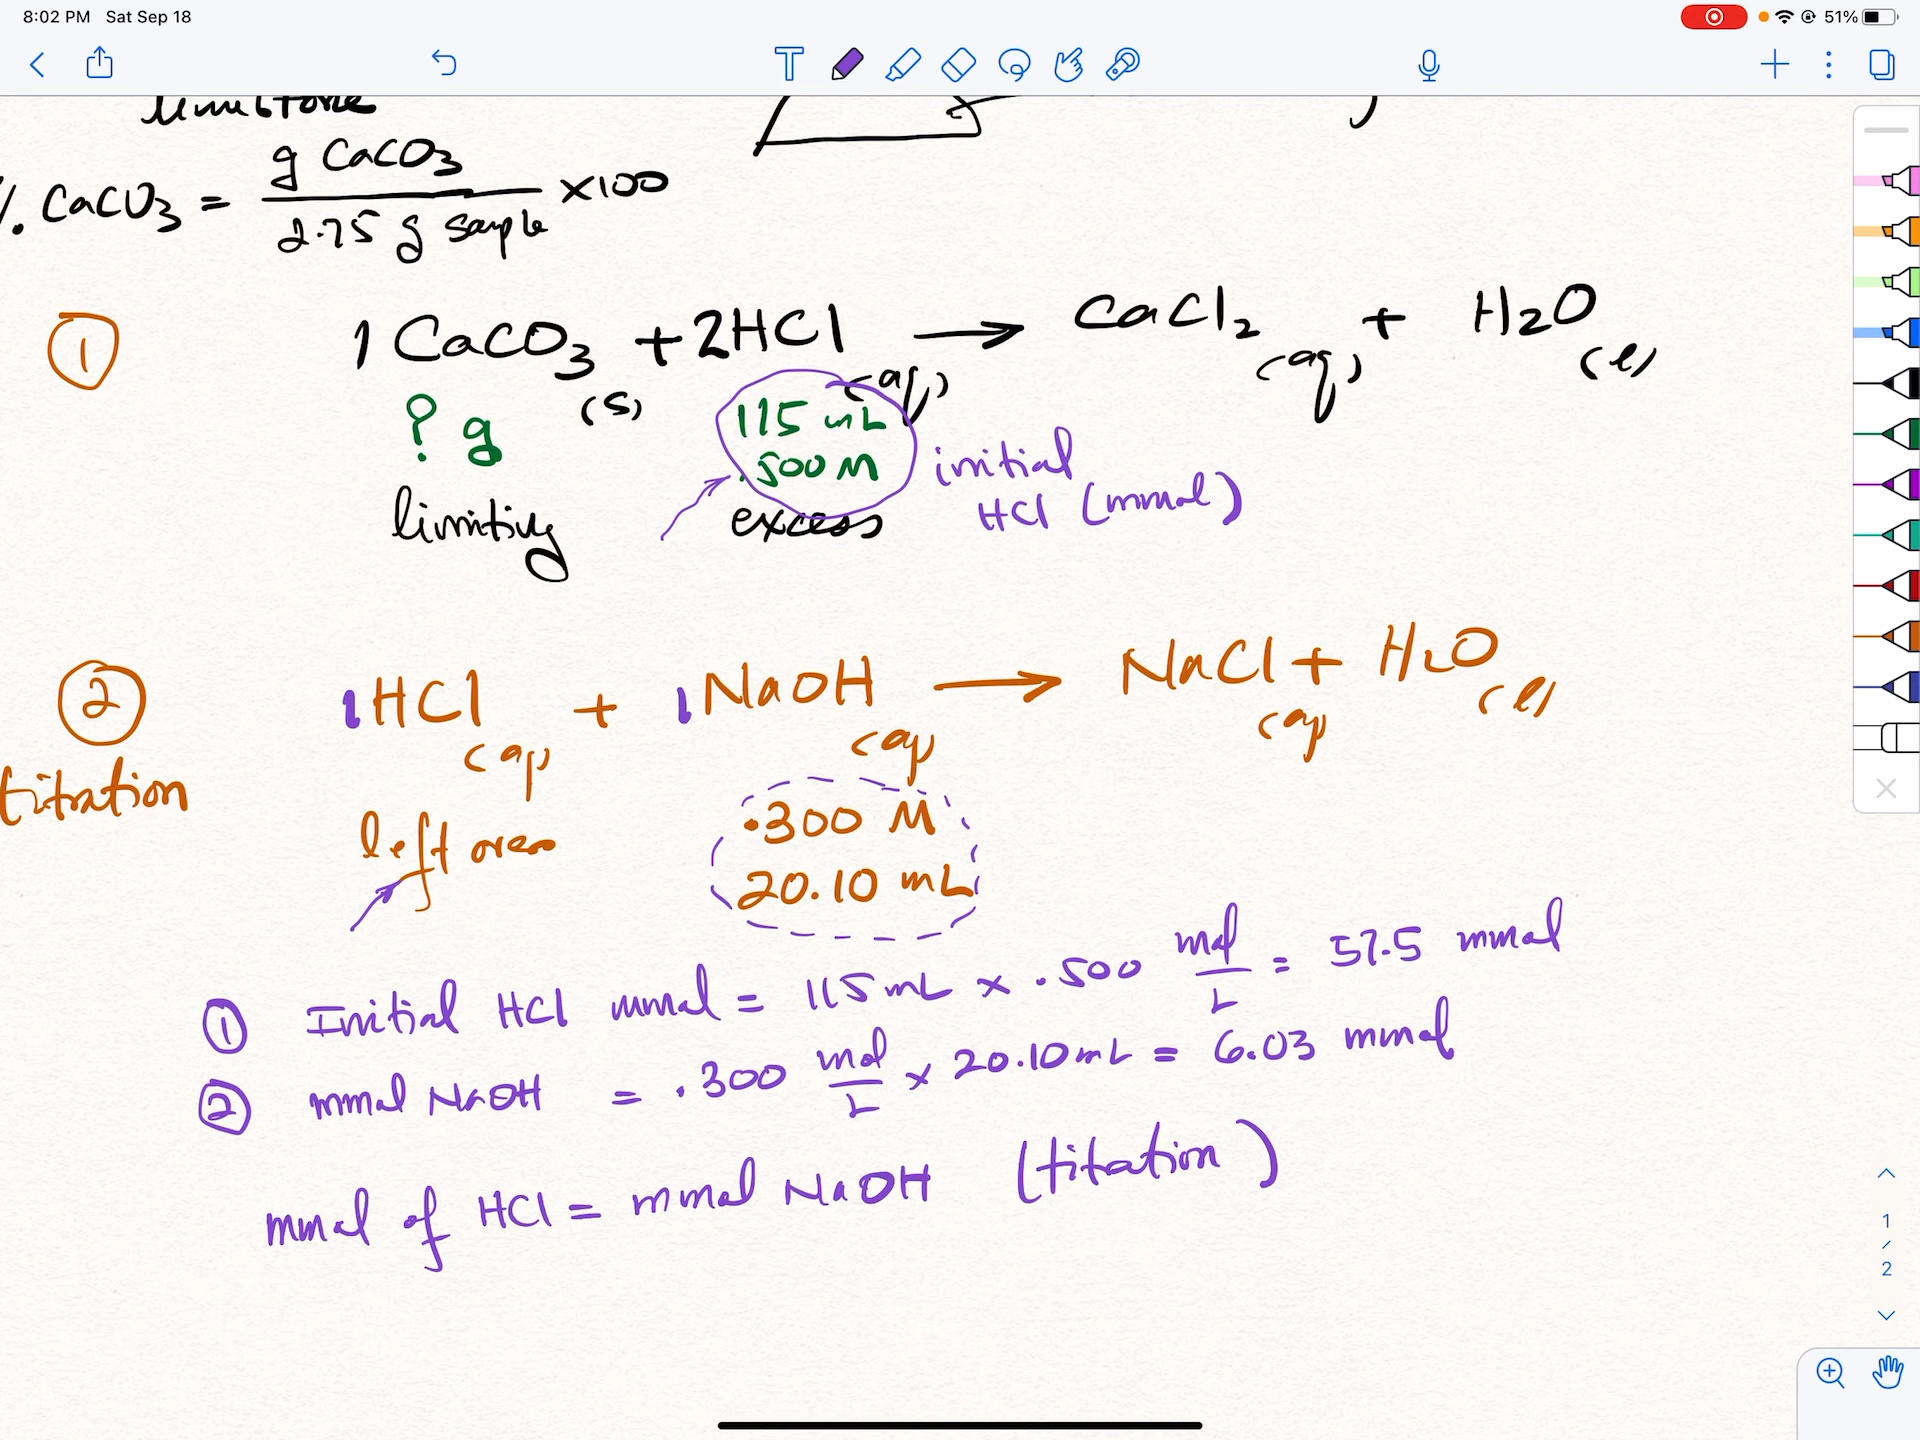 8:02 PM Sat Sep 18
51%
limestone
g CaCO3
%. CaCO3 = ×100
2.75 g sample
1 1 CaCO3 (s) + 2HCl (aq) → CaCl2 (aq) + H2O (l)
? g 115 mL
.500 M initial
HCl (mmol)
limiting excess
2 1 HCl (aq) + 1 NaOH (aq) → NaCl (aq) + H2O (l)
titration
left over .300 M
20.10 mL
1 Initial HCl mmol = 115 mL × .500 mol/L = 57.5 mmol
2 mmol NaOH = .300 mol/L × 20.10 mL = 6.03 mmol
mmol of HCl = mmol NaOH (titration)
1
/
2